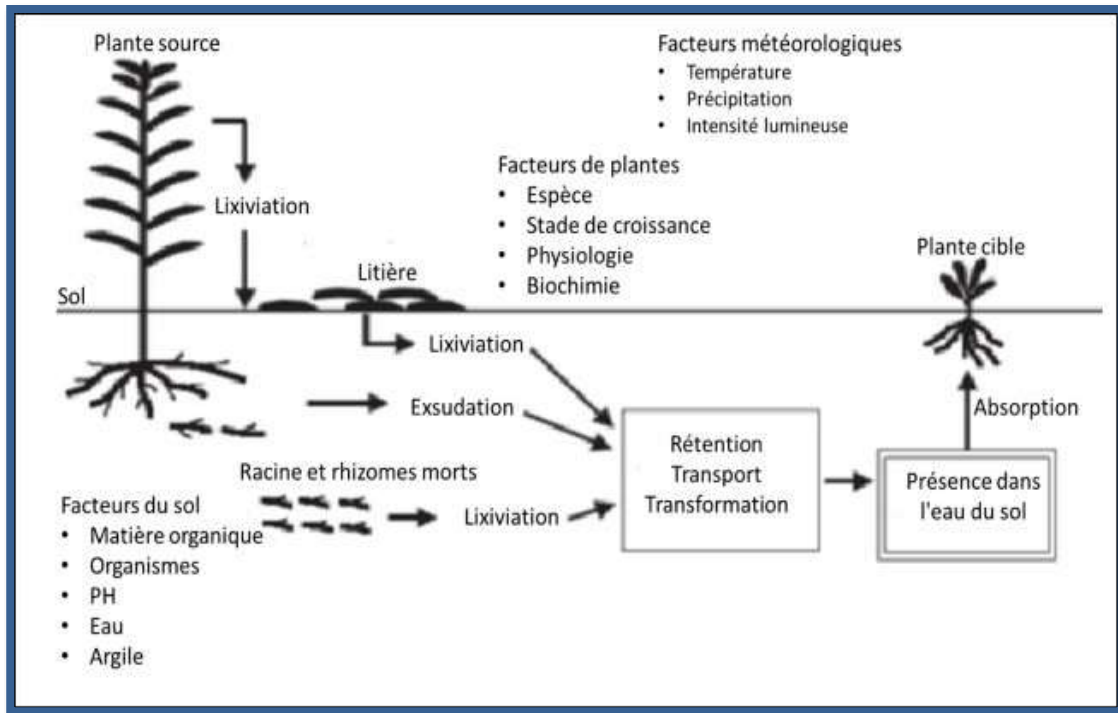 Plante source
Facteurs météorologiques
• Température
• Précipitation
• Intensité lumineuse
Facteurs de plantes
• Espèce
• Stade de croissance
• Physiologie
• Biochimie
Lixiviation
Litière
Plante cible
Sol
Lixiviation
Exsudation
Absorption
Rétention
Transport
Transformation
Présence dans
l'eau du sol
Racine et rhizomes morts
Lixiviation
Facteurs du sol
• Matière organique
• Organismes
• PH
• Eau
• Argile